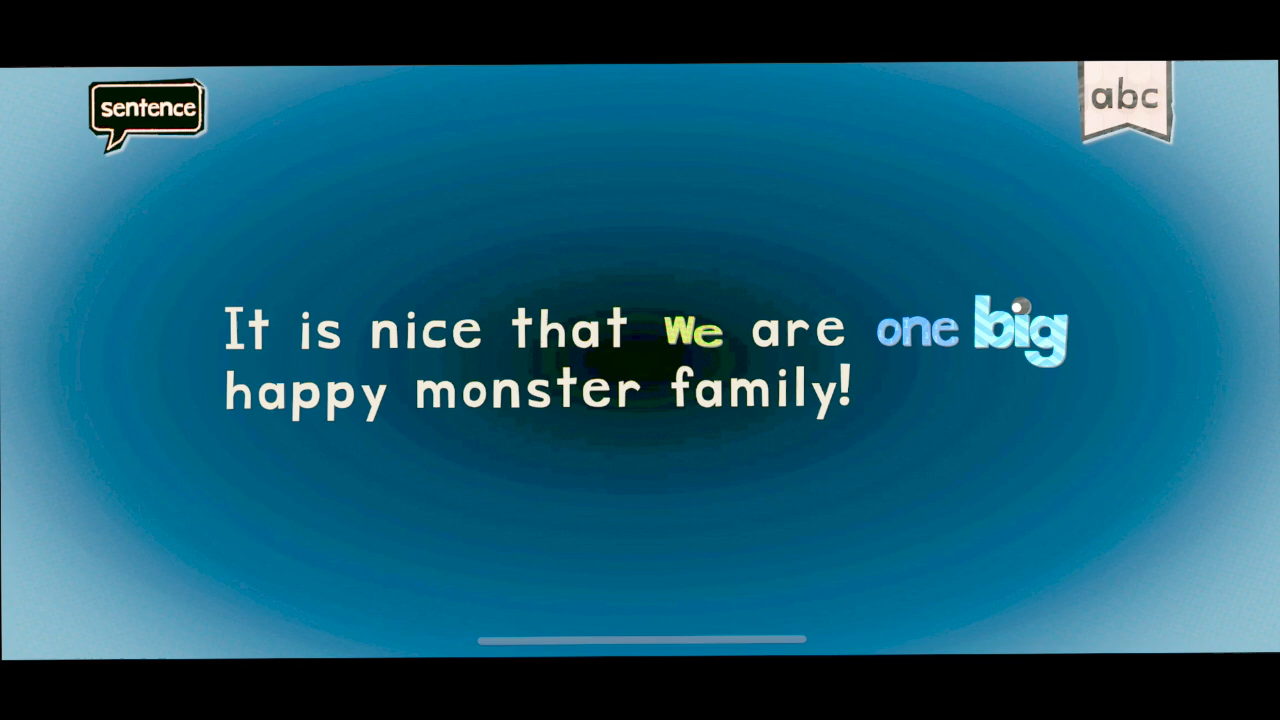 sentence
abc
It is nice that we are one big
happy monster family!